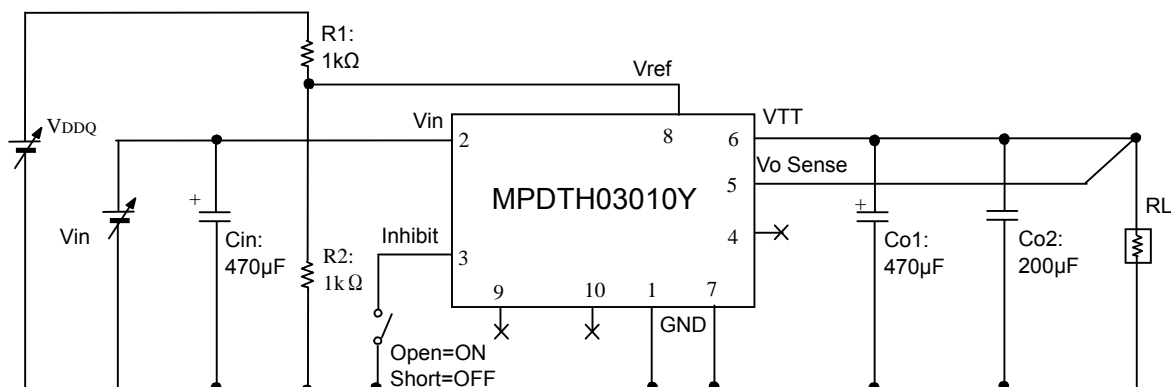 R1:
1kΩ
Vref
VDDQ
Vin
2
8
6
VTT
Vo Sense
5
MPDTH03010Y
4
RL
Vin
+
Cin:
470µF
Inhibit
3
R2:
1kΩ
+
Co1:
470µF
Co2:
200µF
9
10
1
7
GND
Open=ON
Short=OFF